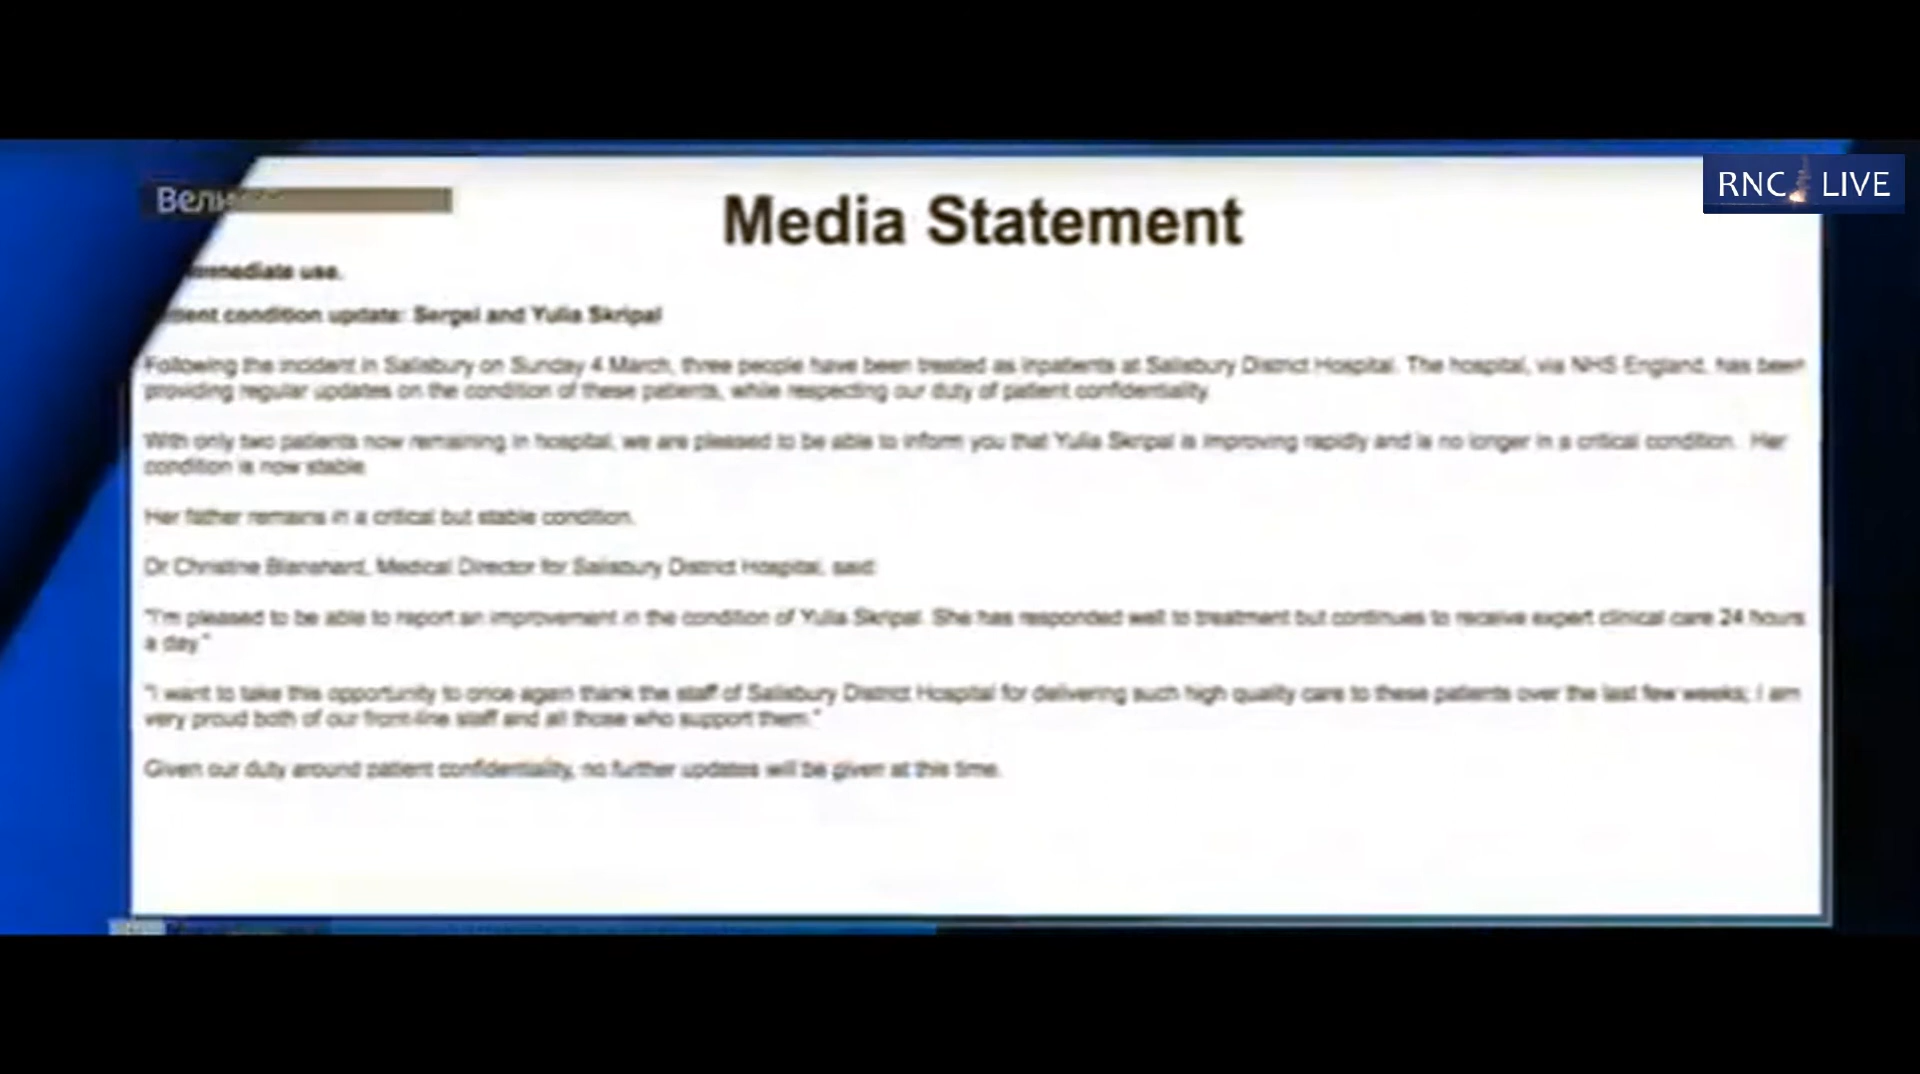 Вели
RNC LIVE
Media Statement
immediate use.
tient condition update: Sergei and Yulia Skripal
Following the incident in Salisbury on Sunday 4 March, three people have been treated as inpatients at Salisbury District Hospital. The hospital, via NHS England, has been
providing regular updates on the condition of these patients, while respecting our duty of patient confidentiality.
With only two patients now remaining in hospital, we are pleased to be able to inform you that Yulia Skripal is improving rapidly and is no longer in a critical condition. Her
condition is now stable.
Her father remains in a critical but stable condition.
Dr Christine Blanshard, Medical Director for Salisbury District Hospital, said:
"I'm pleased to be able to report an improvement in the condition of Yulia Skripal. She has responded well to treatment but continues to receive expert clinical care 24 hours
a day."
"I want to take this opportunity to once again thank the staff of Salisbury District Hospital for delivering such high quality care to these patients over the last few weeks; I am
very proud both of our front-line staff and all those who support them."
Given our duty around patient confidentiality, no further updates will be given at this time.